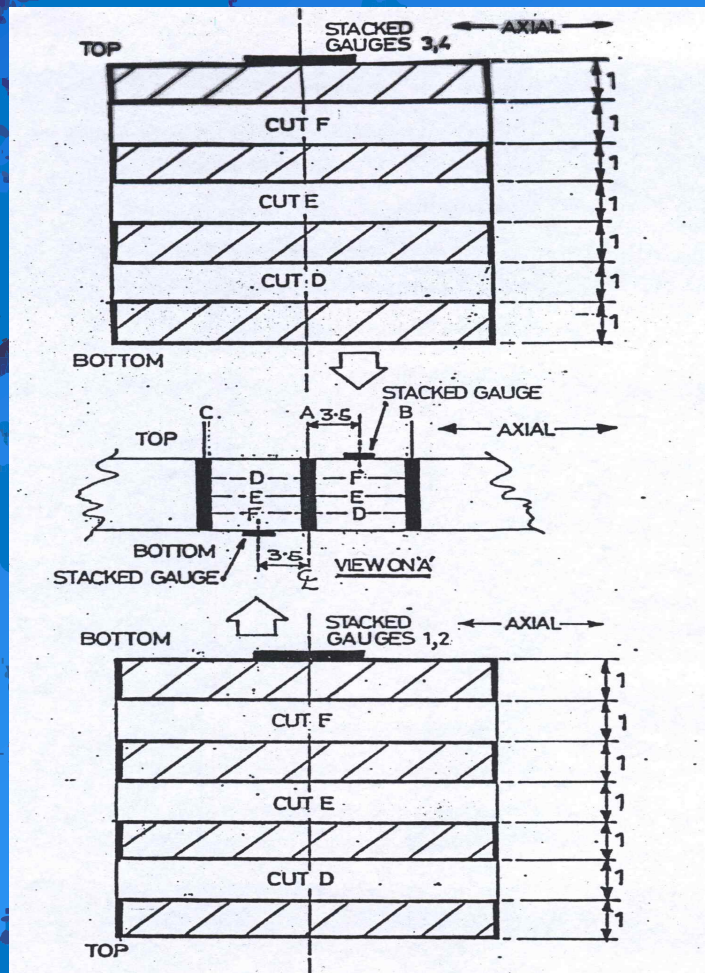 STACKED
GAUGES 3,4
AXIAL
TOP
1
CUT F
1
1
CUT E
1
1
CUT D
1
1
BOTTOM
STACKED GAUGE
C.
A
3·5
B
AXIAL
TOP
D
F
E
E
F
D
BOTTOM
3·5
STACKED GAUGE
℄
VIEW ON 'A'
BOTTOM
STACKED
GAUGES 1,2
AXIAL
1
CUT F
1
1
CUT E
1
1
CUT D
1
1
TOP